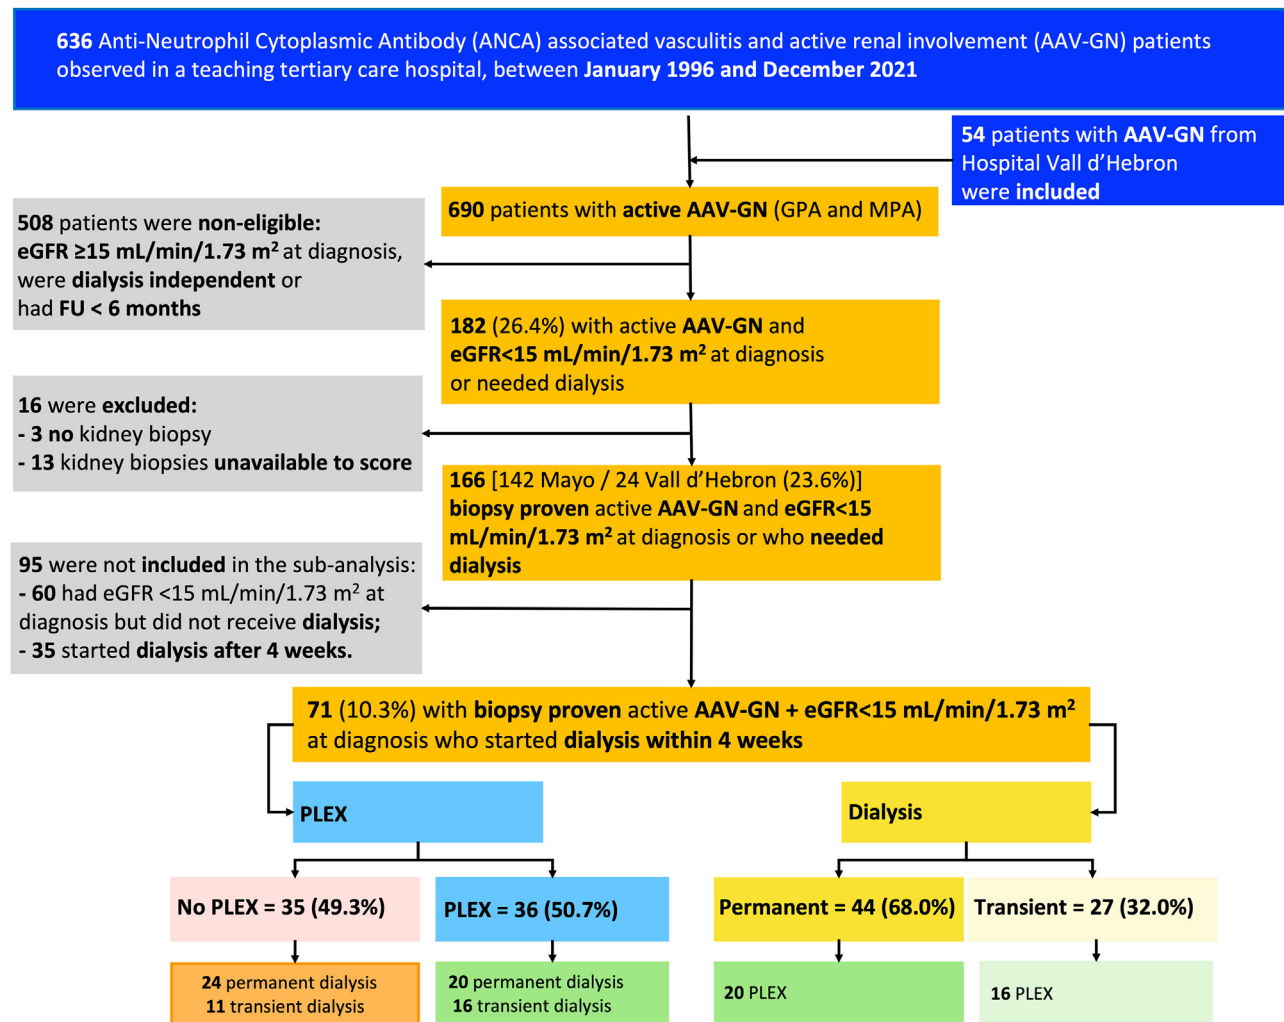 636 Anti-Neutrophil Cytoplasmic Antibody (ANCA) associated vasculitis and active renal involvement (AAV-GN) patients
observed in a teaching tertiary care hospital, between January 1996 and December 2021
54 patients with AAV-GN from
Hospital Vall d’Hebron
were included
690 patients with active AAV-GN (GPA and MPA)
508 patients were non-eligible:
eGFR ≥15 mL/min/1.73 m² at diagnosis,
were dialysis independent or
had FU < 6 months
182 (26.4%) with active AAV-GN and
eGFR<15 mL/min/1.73 m² at diagnosis
or needed dialysis
16 were excluded:
- 3 no kidney biopsy
- 13 kidney biopsies unavailable to score
166 [142 Mayo / 24 Vall d’Hebron (23.6%)]
biopsy proven active AAV-GN and eGFR<15
mL/min/1.73 m² at diagnosis or who needed
dialysis
95 were not included in the sub-analysis:
- 60 had eGFR <15 mL/min/1.73 m² at
diagnosis but did not receive dialysis;
- 35 started dialysis after 4 weeks.
71 (10.3%) with biopsy proven active AAV-GN + eGFR<15 mL/min/1.73 m²
at diagnosis who started dialysis within 4 weeks
PLEX
Dialysis
No PLEX = 35 (49.3%)
PLEX = 36 (50.7%)
Permanent = 44 (68.0%)
Transient = 27 (32.0%)
24 permanent dialysis
11 transient dialysis
20 permanent dialysis
16 transient dialysis
20 PLEX
16 PLEX